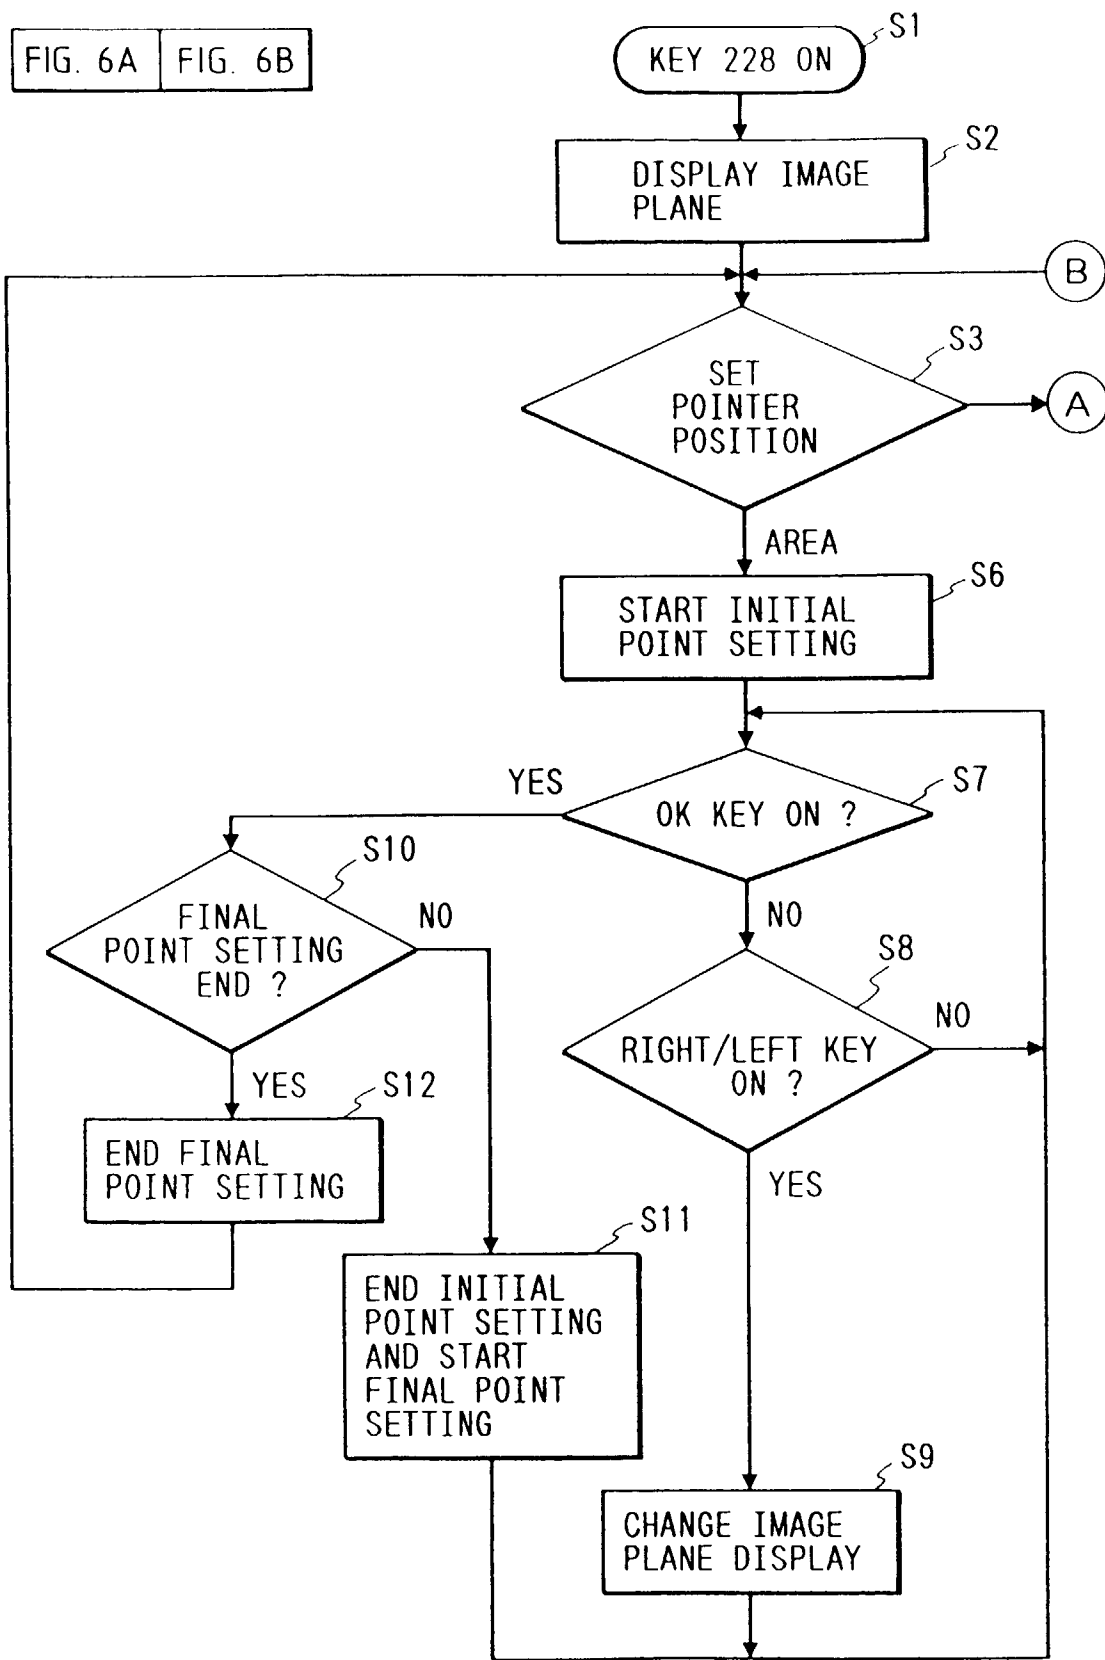 FIG. 6A FIG. 6B
KEY 228 ON
S1
DISPLAY IMAGE
PLANE
S2
B
SET
POINTER
POSITION
S3
A
AREA
START INITIAL
POINT SETTING
S6
OK KEY ON ?
S7
YES
NO
FINAL
POINT SETTING
END ?
S10
NO
RIGHT/LEFT KEY
ON ?
S8
NO
YES
END FINAL
POINT SETTING
S12
YES
END INITIAL
POINT SETTING
AND START
FINAL POINT
SETTING
S11
CHANGE IMAGE
PLANE DISPLAY
S9